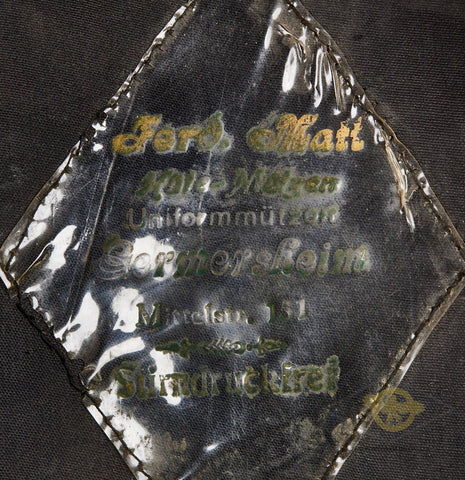 Ferd. Matt
Hüte-Mützen
Uniformmützen
Germersheim
Mittelstr. 151
Stirndruckfrei